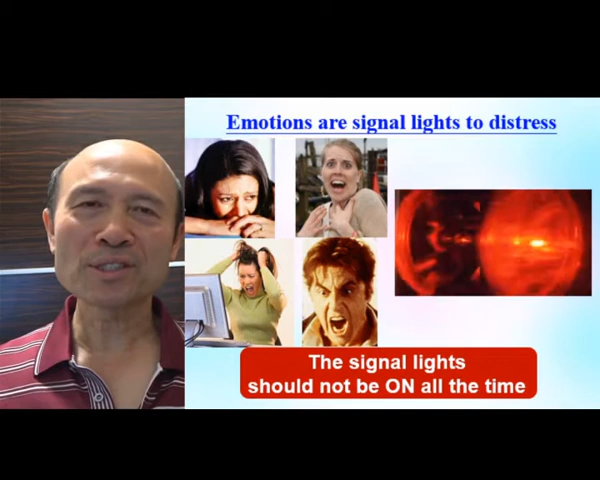 Emotions are signal lights to distress
The signal lights
should not be ON all the time